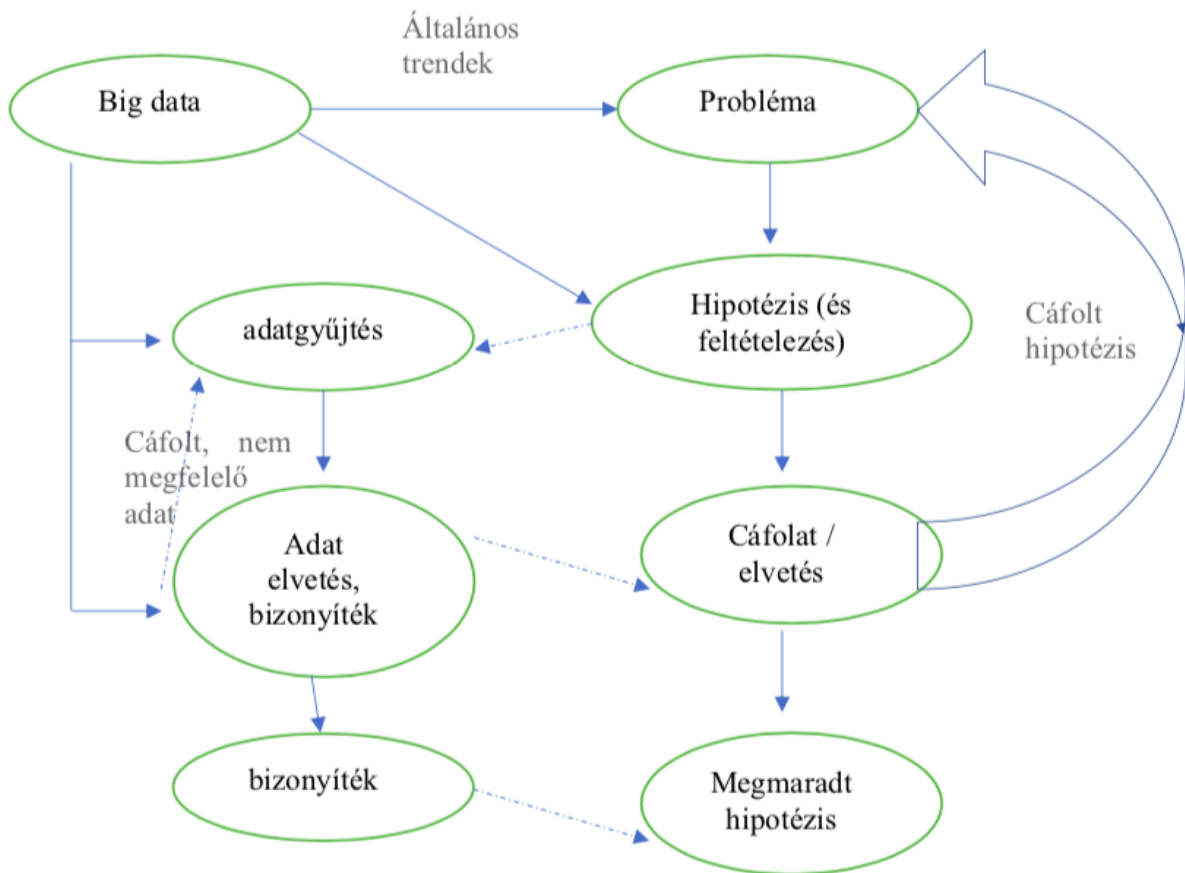 Általános
trendek
Big data
Probléma
Hipotézis (és
feltételezés)
adatgyűjtés
Cáfolt
hipotézis
Cáfolt, nem
megfelelő
adat
Adat
elvetés,
bizonyíték
Cáfolat /
elvetés
bizonyíték
Megmaradt
hipotézis